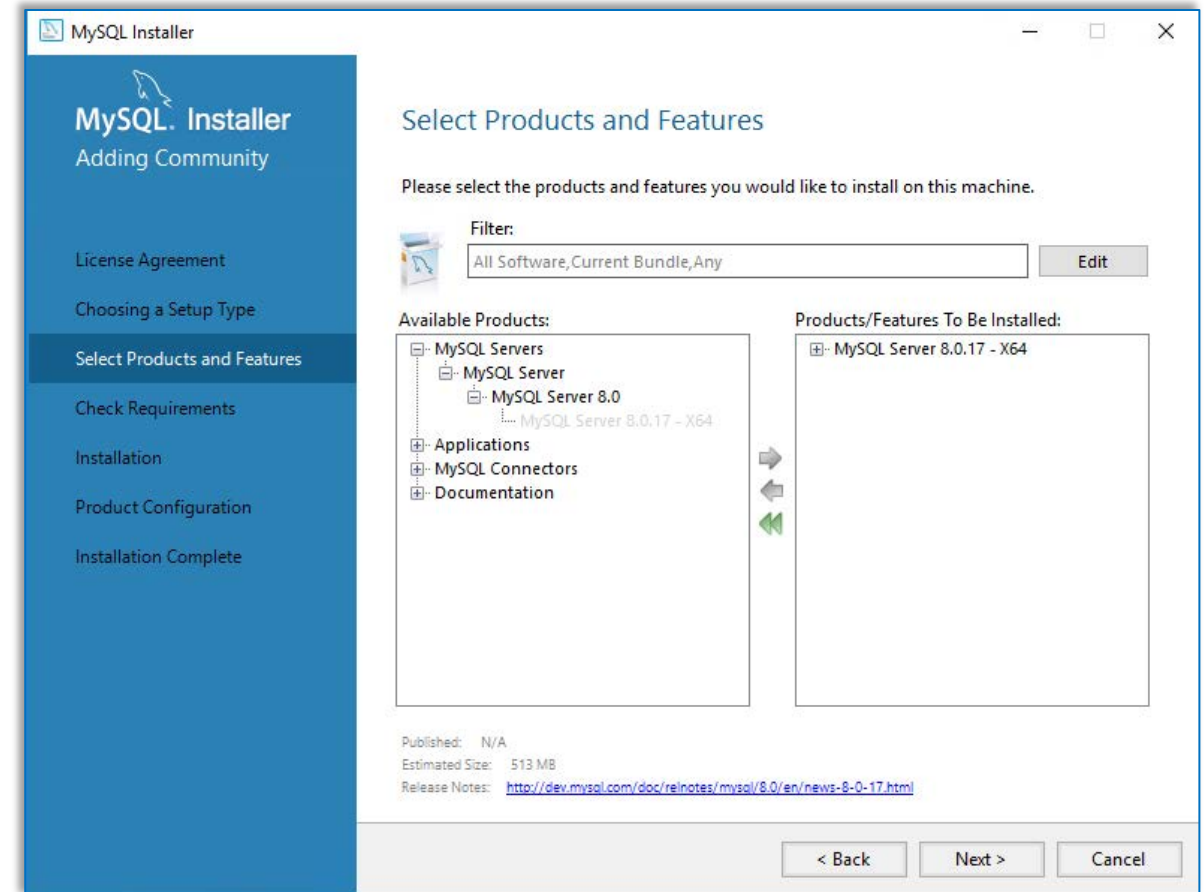 MySQL Installer
MySQL. Installer
Adding Community
License Agreement
Choosing a Setup Type
Select Products and Features
Check Requirements
Installation
Product Configuration
Installation Complete
Select Products and Features
Please select the products and features you would like to install on this machine.
Filter:
All Software,Current Bundle,Any
Edit
Available Products:
MySQL Servers
MySQL Server
MySQL Server 8.0
MySQL Server 8.0.17 - X64
Applications
MySQL Connectors
Documentation
Products/Features To Be Installed:
MySQL Server 8.0.17 - X64
Published: N/A
Estimated Size: 513 MB
Release Notes: http://dev.mysql.com/doc/relnotes/mysql/8.0/en/news-8-0-17.html
< Back Next > Cancel